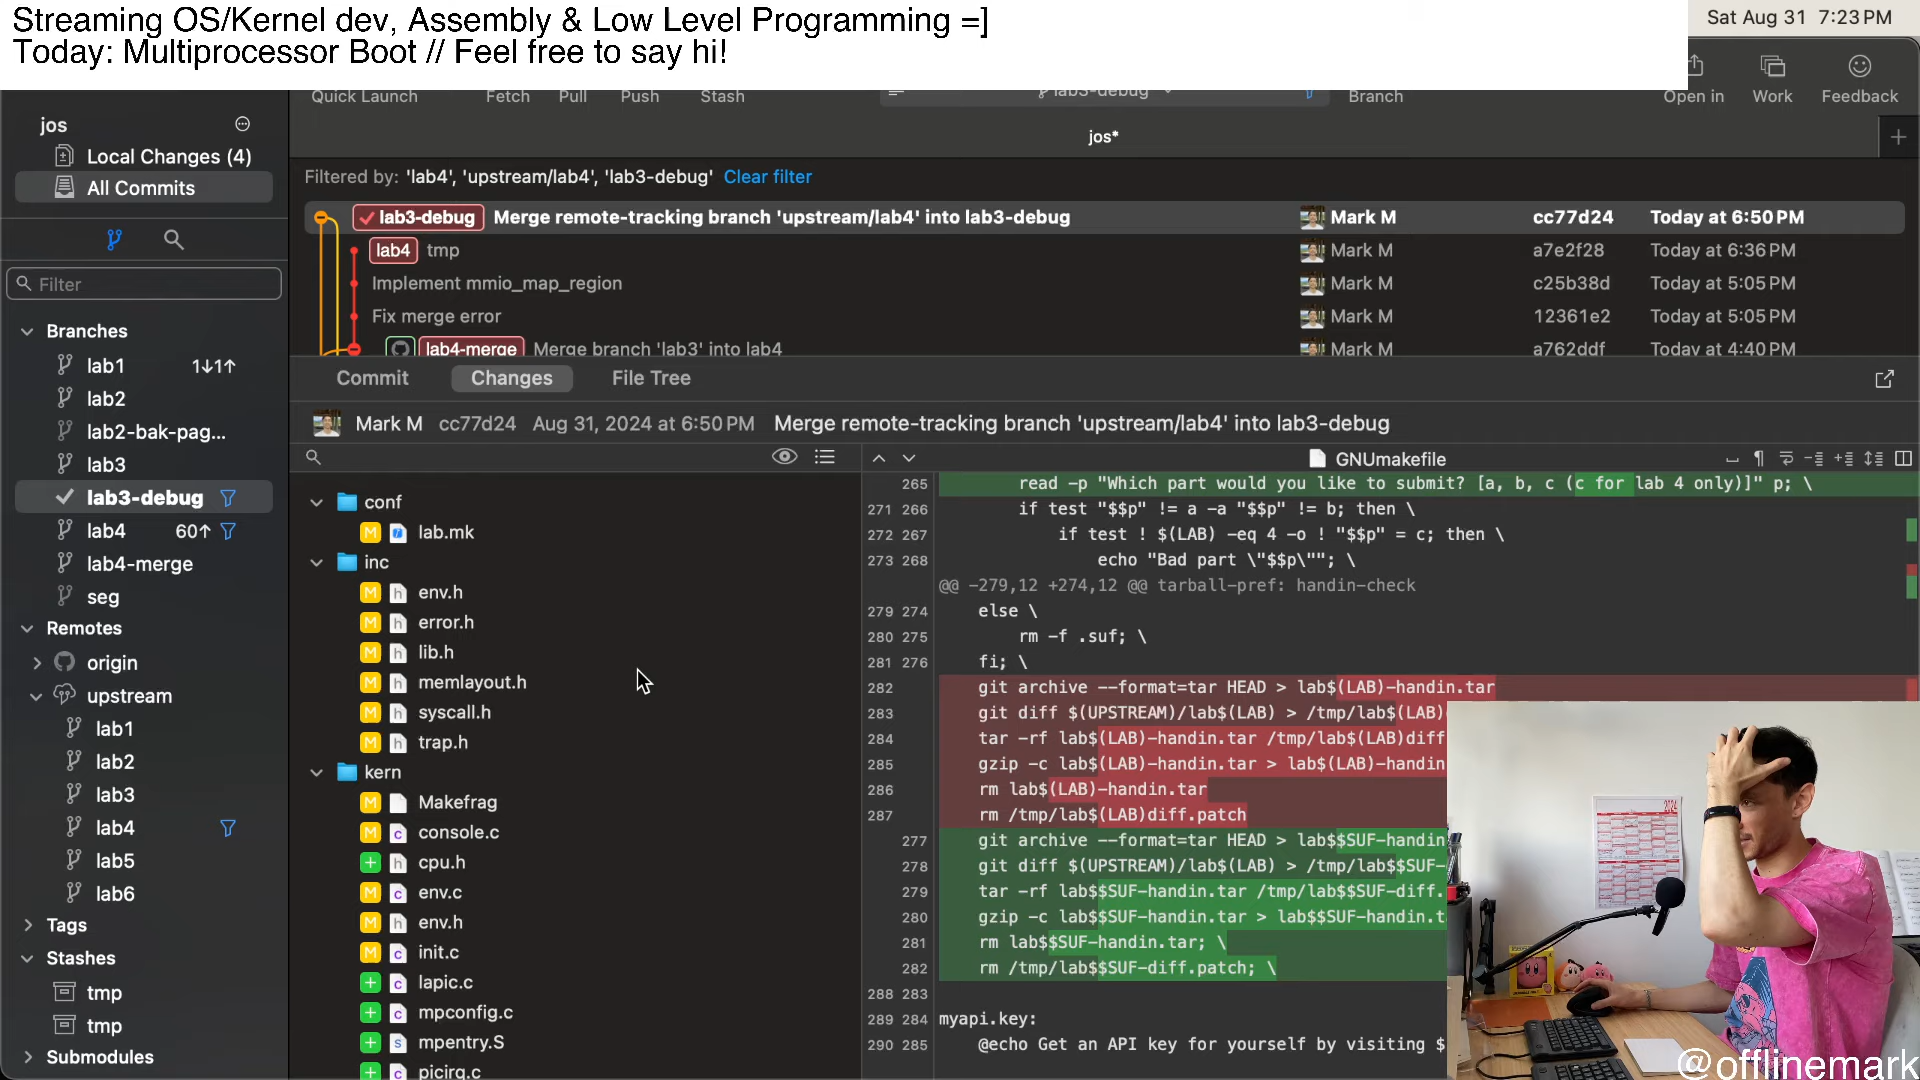 Streaming OS/Kernel dev, Assembly & Low Level Programming =]
Today: Multiprocessor Boot // Feel free to say hi!
Sat Aug 31 7:23 PM
Quick Launch Fetch Pull Push Stash lab3-debug Branch Open in Work Feedback
jos
jos*
Local Changes (4)
All Commits
Filtered by: 'lab4', 'upstream/lab4', 'lab3-debug' Clear filter
lab3-debug Merge remote-tracking branch 'upstream/lab4' into lab3-debug Mark M cc77d24 Today at 6:50 PM
lab4 tmp Mark M a7e2f28 Today at 6:36 PM
Implement mmio_map_region Mark M c25b38d Today at 5:05 PM
Fix merge error Mark M 12361e2 Today at 5:05 PM
lab4-merge Merge branch 'lab3' into lab4 Mark M a762ddf Today at 4:40 PM
Filter
Branches
lab1 1↓1↑
lab2
lab2-bak-pag...
lab3
lab3-debug
lab4 60↑
lab4-merge
seg
Remotes
origin
upstream
lab1
lab2
lab3
lab4
lab5
lab6
Tags
Stashes
tmp
tmp
Submodules
Commit Changes File Tree
Mark M cc77d24 Aug 31, 2024 at 6:50 PM Merge remote-tracking branch 'upstream/lab4' into lab3-debug
conf
M lab.mk
inc
M h env.h
M h error.h
M h lib.h
M h memlayout.h
M h syscall.h
M h trap.h
kern
M Makefrag
M c console.c
+ h cpu.h
M c env.c
M h env.h
M c init.c
+ c lapic.c
+ c mpconfig.c
+ s mpentry.S
+ c picirq.c
GNUmakefile
265 read -p "Which part would you like to submit? [a, b, c (c for lab 4 only)]" p; \
271 266 if test "$$p" != a -a "$$p" != b; then \
272 267 if test ! $(LAB) -eq 4 -o ! "$$p" = c; then \
273 268 echo "Bad part \"$$p\""; \
@@ -279,12 +274,12 @@ tarball-pref: handin-check
279 274 else \
280 275 rm -f .suf; \
281 276 fi; \
282 git archive --format=tar HEAD > lab$(LAB)-handin.tar
283 git diff $(UPSTREAM)/lab$(LAB) > /tmp/lab$(LAB)
284 tar -rf lab$(LAB)-handin.tar /tmp/lab$(LAB)diff
285 gzip -c lab$(LAB)-handin.tar > lab$(LAB)-handin
286 rm lab$(LAB)-handin.tar
287 rm /tmp/lab$(LAB)diff.patch
277 git archive --format=tar HEAD > lab$$SUF-handin
278 git diff $(UPSTREAM)/lab$(LAB) > /tmp/lab$$SUF-
279 tar -rf lab$$SUF-handin.tar /tmp/lab$$SUF-diff.
280 gzip -c lab$$SUF-handin.tar > lab$$SUF-handin.t
281 rm lab$$SUF-handin.tar; \
282 rm /tmp/lab$$SUF-diff.patch; \
288 283
289 284 myapi.key:
290 285 @echo Get an API key for yourself by visiting $
2024
@offlinemark